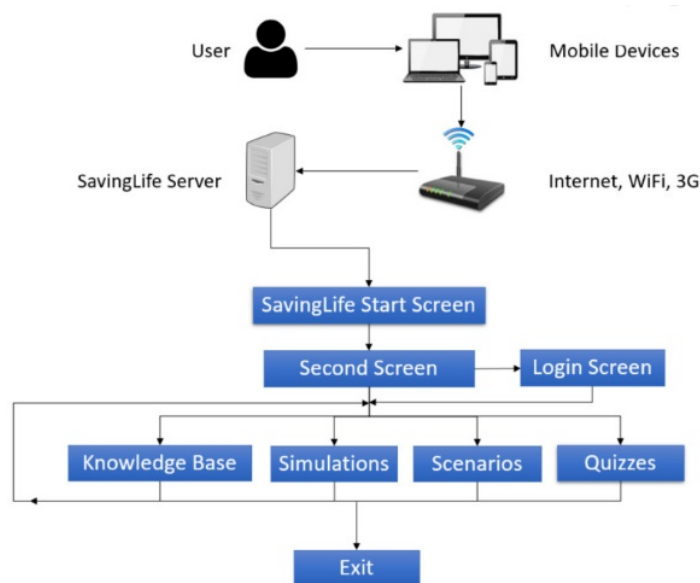 User
Mobile Devices
SavingLife Server
Internet, WiFi, 3G
SavingLife Start Screen
Second Screen
Login Screen
Knowledge Base
Simulations
Scenarios
Quizzes
Exit